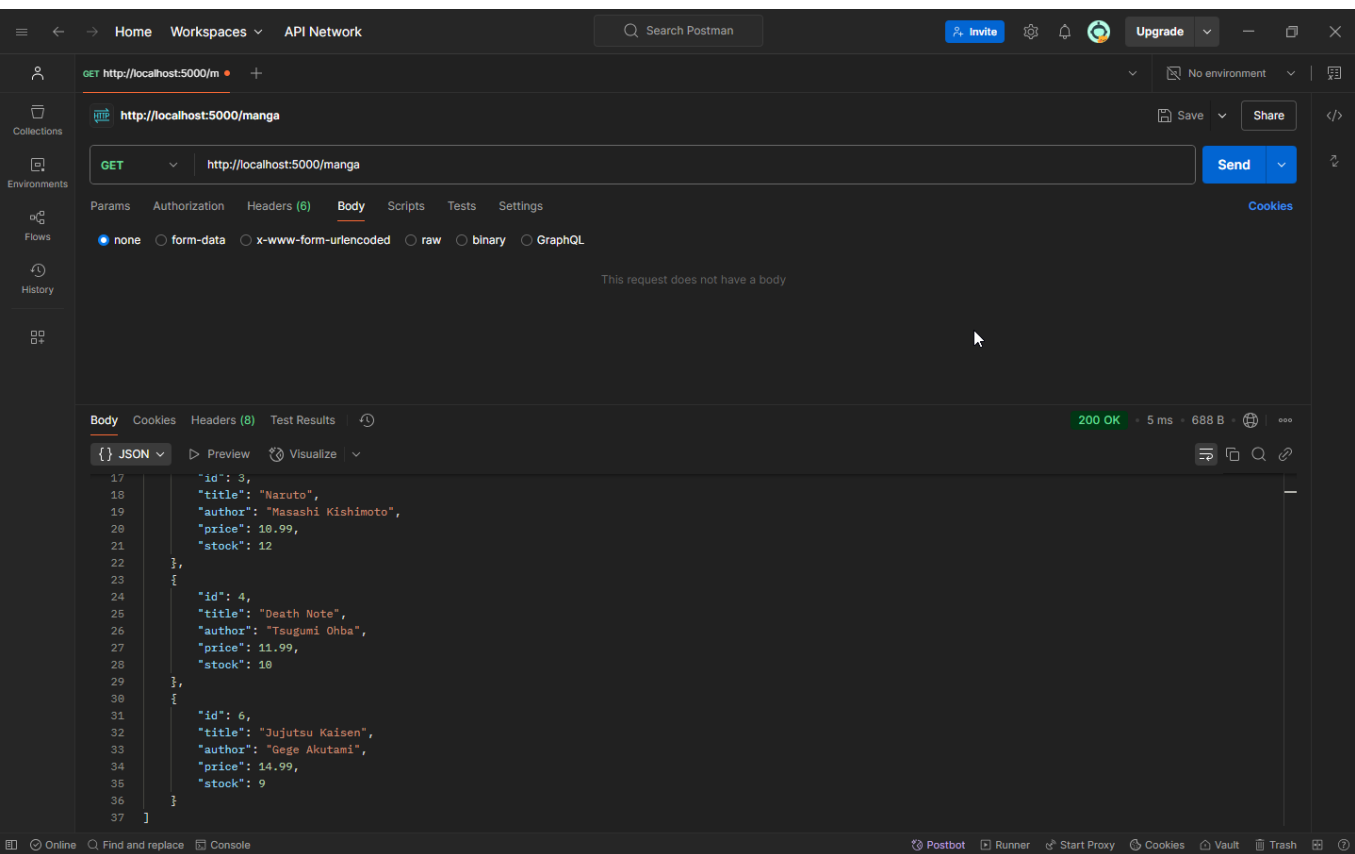 Home Workspaces API Network Search Postman Invite Upgrade
GET http://localhost:5000/m No environment
HTTP http://localhost:5000/manga Save Share
Collections
GET http://localhost:5000/manga Send
Environments
Params Authorization Headers (6) Body Scripts Tests Settings Cookies
Flows
none form-data x-www-form-urlencoded raw binary GraphQL
History
This request does not have a body
Body Cookies Headers (8) Test Results 200 OK 5 ms 688 B
{} JSON Preview Visualize
17 "id": 3,
18 "title": "Naruto",
19 "author": "Masashi Kishimoto",
20 "price": 10.99,
21 "stock": 12
22 },
23 {
24 "id": 4,
25 "title": "Death Note",
26 "author": "Tsugumi Ohba",
27 "price": 11.99,
28 "stock": 10
29 },
30 {
31 "id": 6,
32 "title": "Jujutsu Kaisen",
33 "author": "Gege Akutami",
34 "price": 14.99,
35 "stock": 9
36 }
37 ]
Online Find and replace Console Postbot Runner Start Proxy Cookies Vault Trash